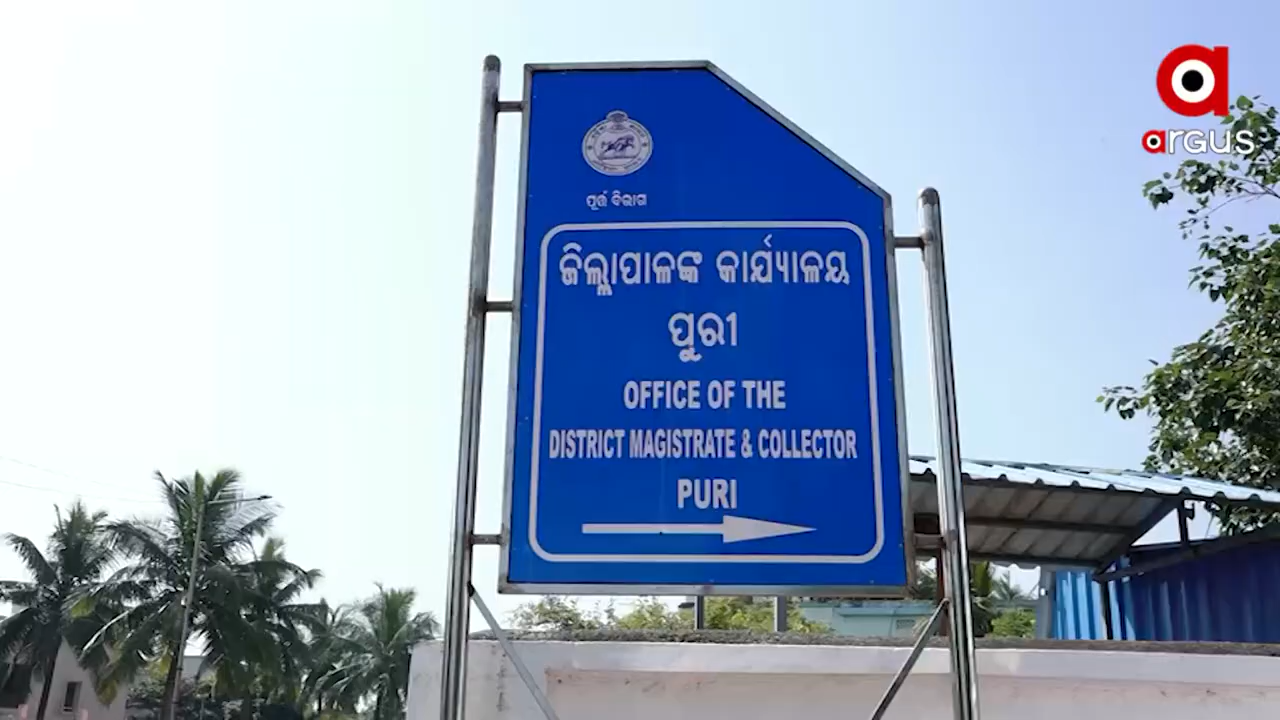 argus
ପୂର୍ତ୍ତ ବିଭାଗ
ଜିଲ୍ଲାପାଳଙ୍କ କାର୍ଯ୍ୟାଳୟ
ପୁରୀ
OFFICE OF THE
DISTRICT MAGISTRATE & COLLECTOR
PURI